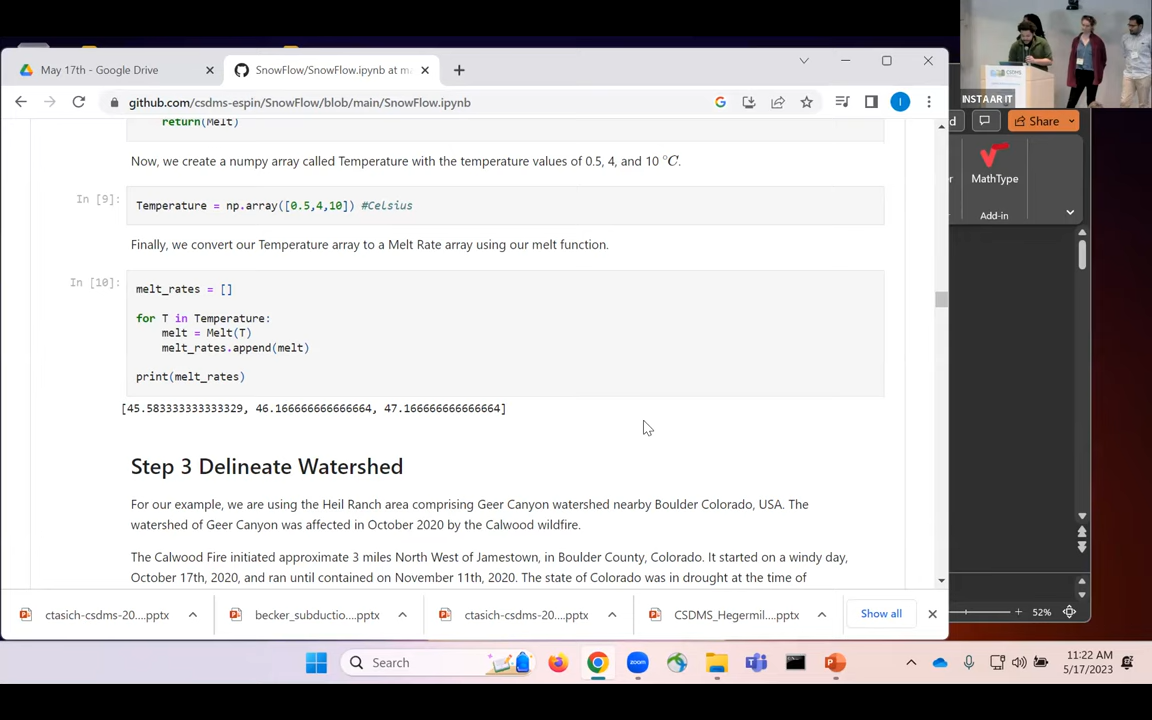 May 17th - Google Drive
SnowFlow/SnowFlow.ipynb at ma
github.com/csdms-espin/SnowFlow/blob/main/SnowFlow.ipynb
INSTAAR IT
CSDMS
d
Share
MathType
r
Add-in
return(Melt)
Now, we create a numpy array called Temperature with the temperature values of 0.5, 4, and 10 °C.
In [9]:
Temperature = np.array([0.5,4,10]) #Celsius
Finally, we convert our Temperature array to a Melt Rate array using our melt function.
In [10]:
melt_rates = []
for T in Temperature:
melt = Melt(T)
melt_rates.append(melt)
print(melt_rates)
[45.583333333333329, 46.166666666666664, 47.166666666666664]
Step 3 Delineate Watershed
For our example, we are using the Heil Ranch area comprising Geer Canyon watershed nearby Boulder Colorado, USA. The
watershed of Geer Canyon was affected in October 2020 by the Calwood wildfire.
The Calwood Fire initiated approximate 3 miles North West of Jamestown, in Boulder County, Colorado. It started on a windy day,
October 17th, 2020, and ran until contained on November 11th, 2020. The state of Colorado was in drought at the time of
ctasich-csdms-20....pptx
becker_subductio....pptx
ctasich-csdms-20....pptx
CSDMS_Hegermil....pptx
Show all
52%
Search
11:22 AM
5/17/2023